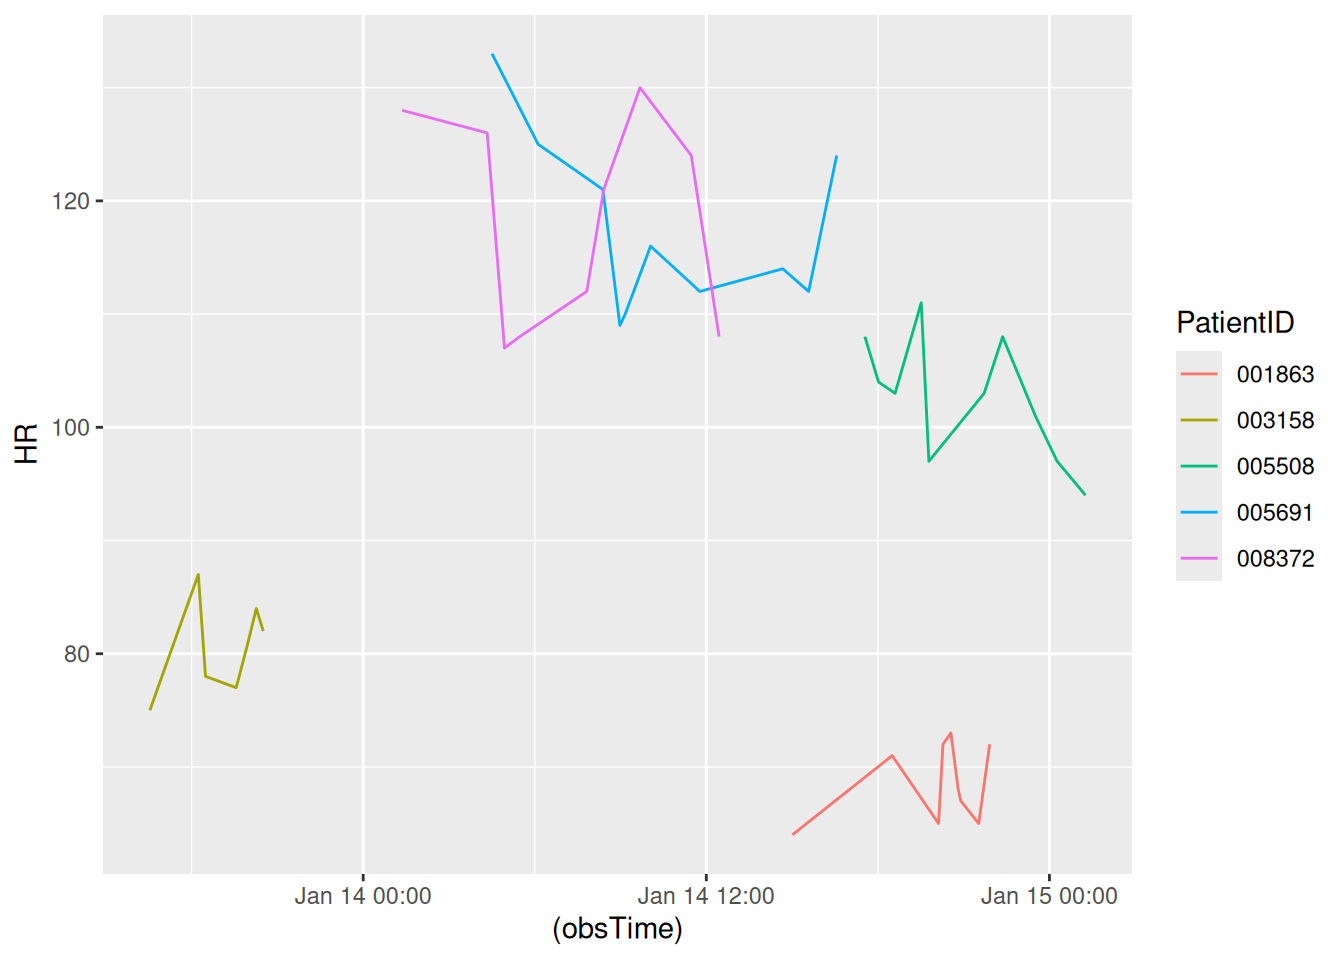 120
100
80
HR
Jan 14 00:00
Jan 14 12:00
Jan 15 00:00
(obsTime)
PatientID
001863
003158
005508
005691
008372